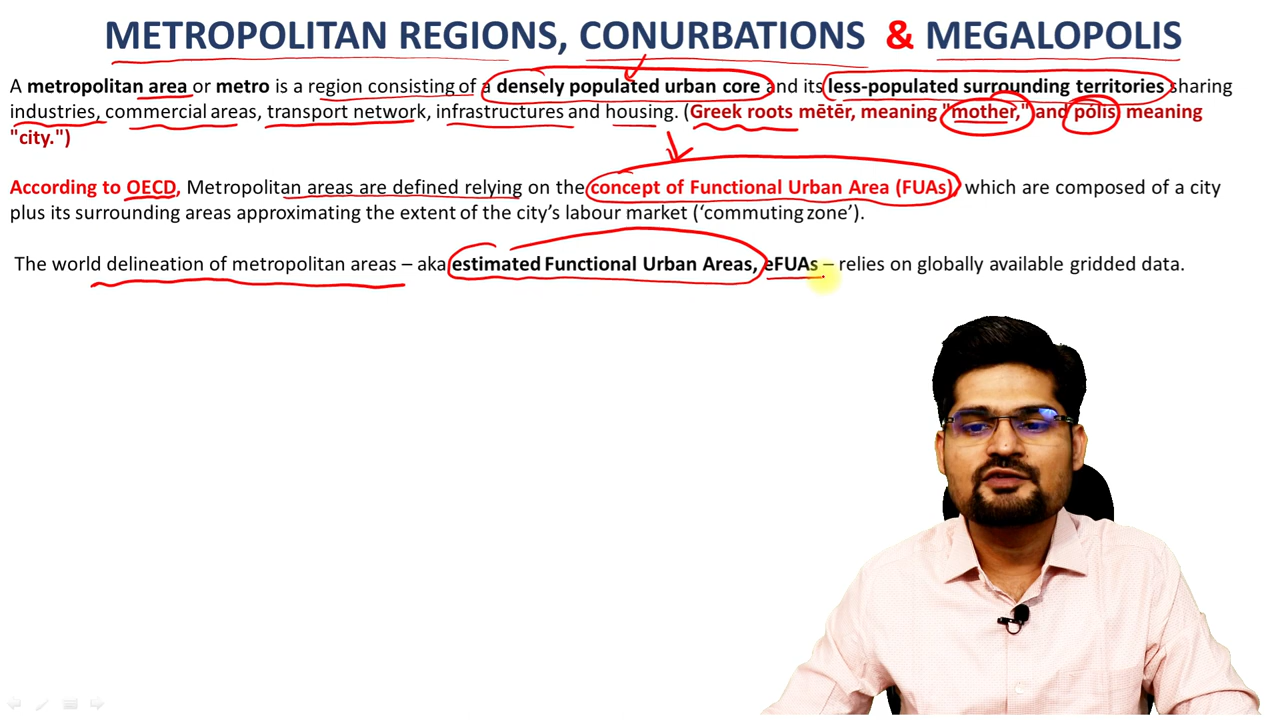 METROPOLITAN REGIONS, CONURBATIONS & MEGALOPOLIS
A metropolitan area or metro is a region consisting of a densely populated urban core and its less-populated surrounding territories sharing
industries, commercial areas, transport network, infrastructures and housing. (Greek roots mētēr, meaning "mother," and polis meaning
"city.")
According to OECD, Metropolitan areas are defined relying on the concept of Functional Urban Area (FUAs), which are composed of a city
plus its surrounding areas approximating the extent of the city's labour market ('commuting zone').
The world delineation of metropolitan areas – aka estimated Functional Urban Areas, eFUAs – relies on globally available gridded data.